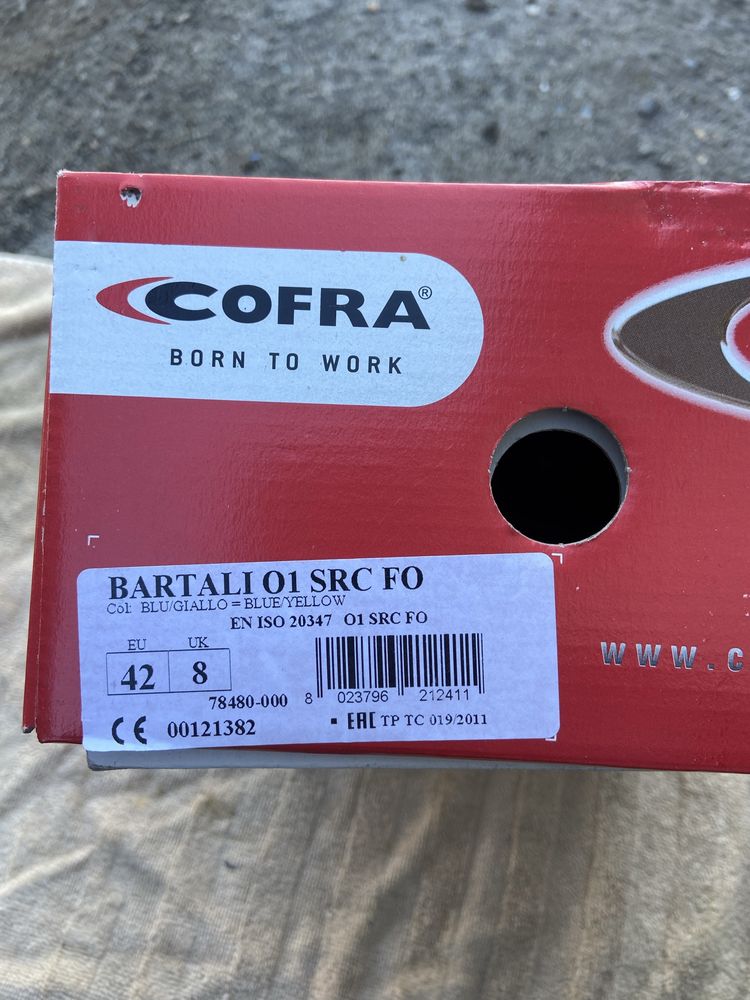 COFRA®
BORN TO WORK
BARTALI O1 SRC FO
Col: BLU/GIALLO = BLUE/YELLOW
EN ISO 20347 O1 SRC FO
EU UK
42 8
78480-000
8 023796 212411
CE 00121382
▪ EAC TP TC 019/2011
WWW.C